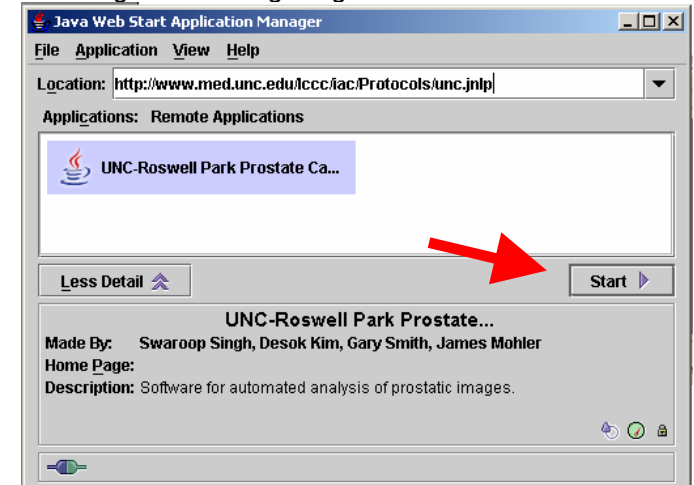 Java Web Start Application Manager
File Application View Help
Location: http://www.med.unc.edu/lccc/iac/Protocols/unc.jnlp
Applications: Remote Applications
UNC-Roswell Park Prostate Ca...
Less Detail Start
UNC-Roswell Park Prostate...
Made By: Swaroop Singh, Desok Kim, Gary Smith, James Mohler
Home Page:
Description: Software for automated analysis of prostatic images.